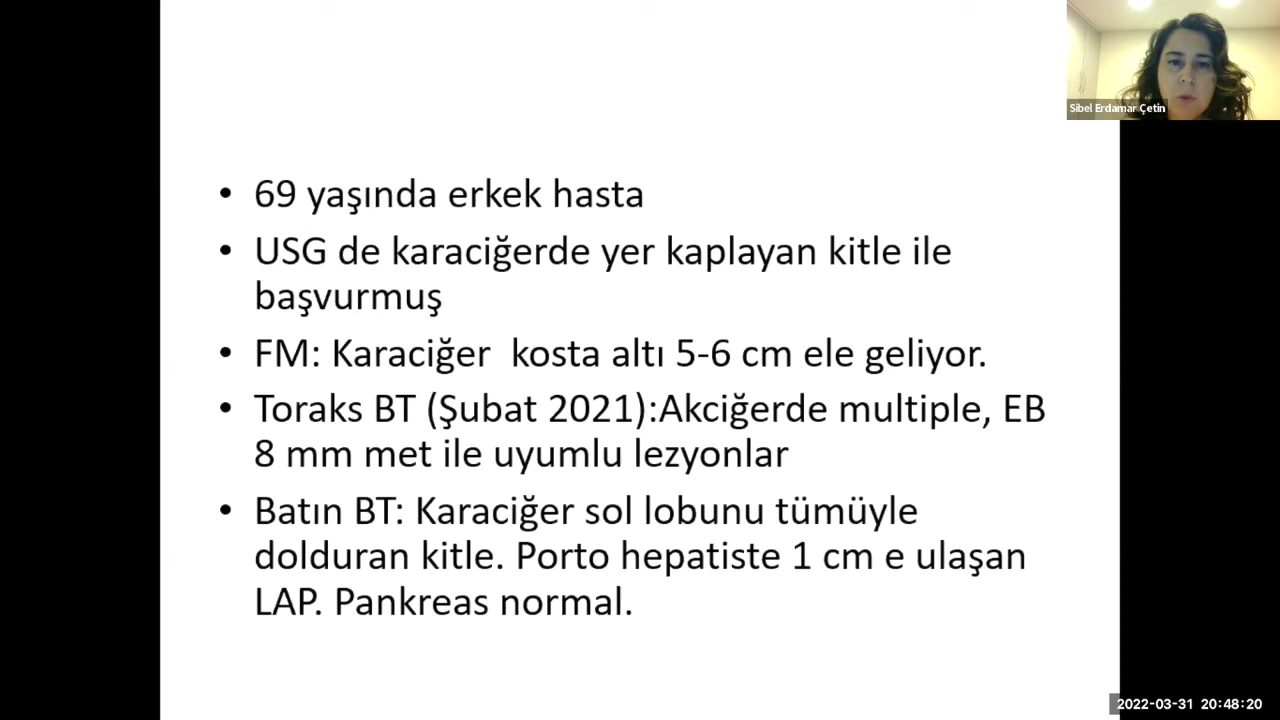 Sibel Erdamar Çetin
• 69 yaşında erkek hasta
• USG de karaciğerde yer kaplayan kitle ile
başvurmuş
• FM: Karaciğer  kosta altı 5-6 cm ele geliyor.
• Toraks BT (Şubat 2021):Akciğerde multiple, EB
8 mm met ile uyumlu lezyonlar
• Batın BT: Karaciğer sol lobunu tümüyle
dolduran kitle. Porto hepatiste 1 cm e ulaşan
LAP. Pankreas normal.
2022-03-31 20:48:20